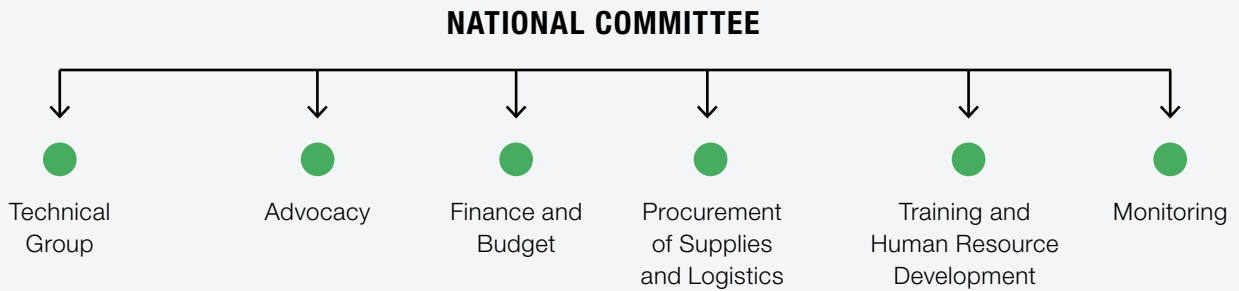 NATIONAL COMMITTEE
Technical
Group
Advocacy
Finance and
Budget
Procurement
of Supplies
and Logistics
Training and
Human Resource
Development
Monitoring